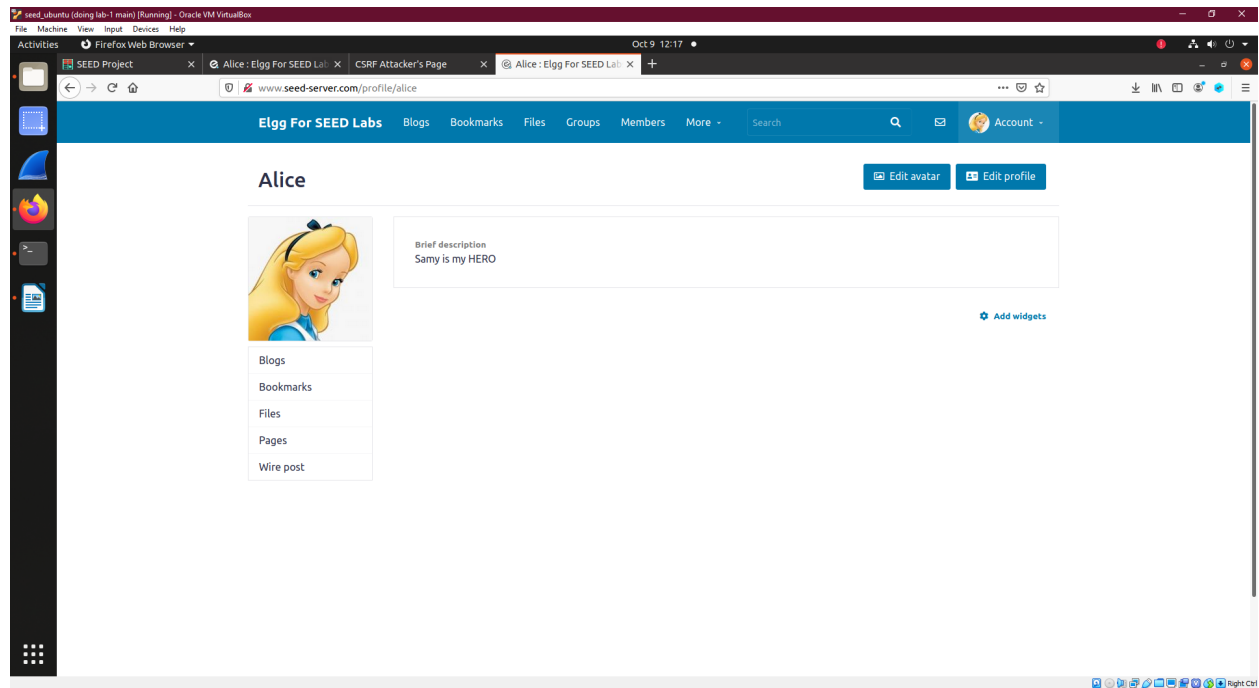 seed_ubuntu (doing lab-1 main) [Running] - Oracle VM VirtualBox
File Machine View Input Devices Help
Activities Firefox Web Browser Oct 9 12:17
SEED Project Alice : Elgg For SEED Lab CSRF Attacker's Page Alice : Elgg For SEED Lab
www.seed-server.com/profile/alice
Elgg For SEED Labs Blogs Bookmarks Files Groups Members More Search Account
Alice Edit avatar Edit profile
Brief description
Samy is my HERO
Add widgets
Blogs
Bookmarks
Files
Pages
Wire post
Right Ctrl